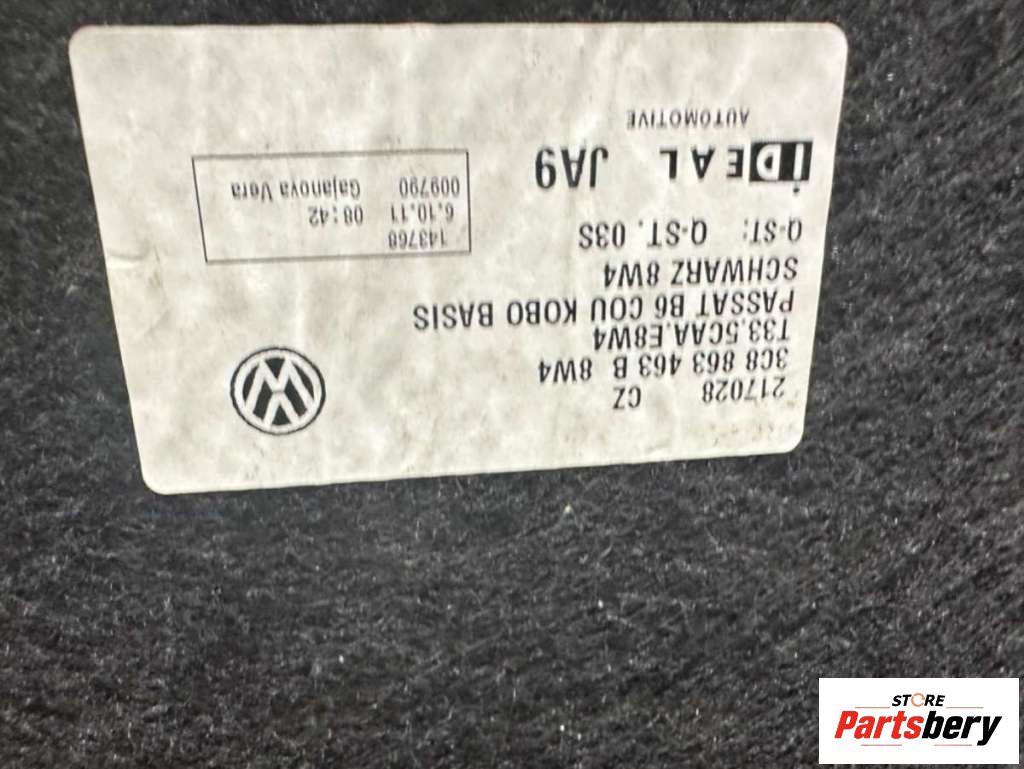 217028 CZ
3C8 863 463 B 8W4
T33.5CAA.E8W4
PASSAT B6 COU KOBO BASIS
SCHWARZ 8W4
Q-ST: Q-ST. 03S
143768
6.10.11 08:42
009790 Gajanova Vera
iDEAL JA9
AUTOMOTIVE
STORE
Partsbery